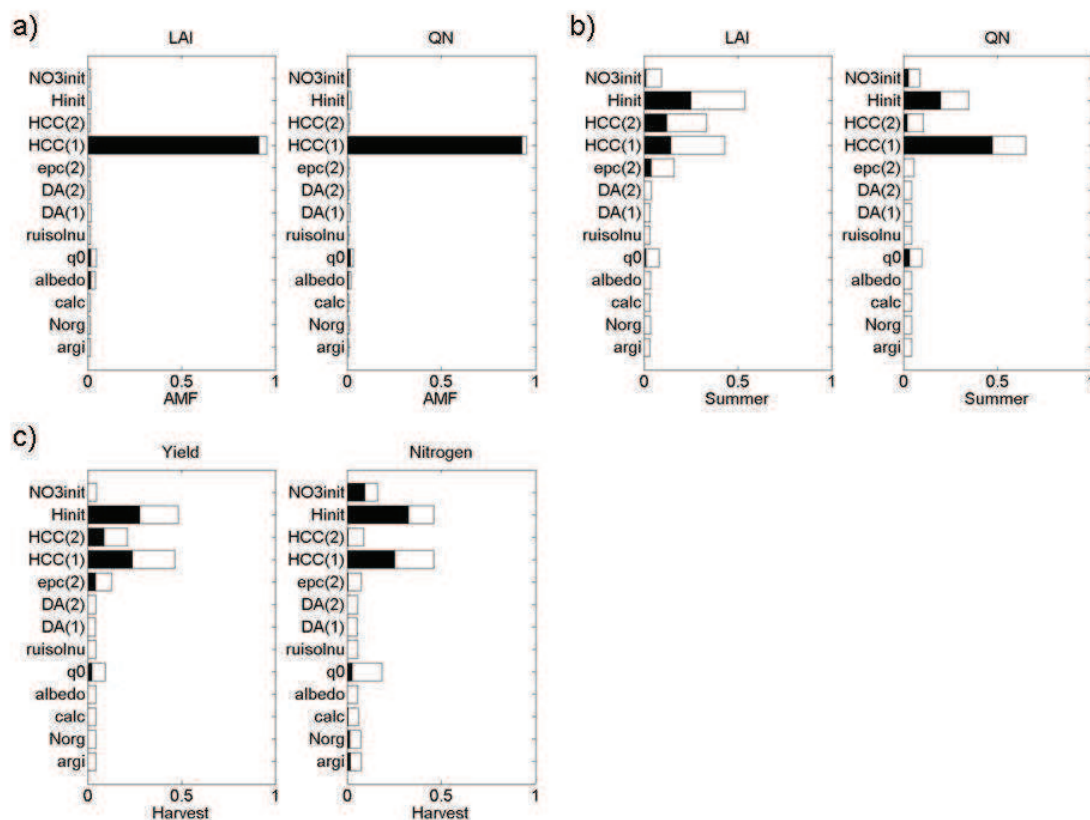 a)
LAI
NO3init
Hinit
HCC(2)
HCC(1)
epc(2)
DA(2)
DA(1)
ruisolnu
q0
albedo
calc
Norg
argi
0 0.5 1
AMF
QN
NO3init
Hinit
HCC(2)
HCC(1)
epc(2)
DA(2)
DA(1)
ruisolnu
q0
albedo
calc
Norg
argi
0 0.5 1
AMF
b)
LAI
NO3init
Hinit
HCC(2)
HCC(1)
epc(2)
DA(2)
DA(1)
ruisolnu
q0
albedo
calc
Norg
argi
0 0.5 1
Summer
QN
NO3init
Hinit
HCC(2)
HCC(1)
epc(2)
DA(2)
DA(1)
ruisolnu
q0
albedo
calc
Norg
argi
0 0.5 1
Summer
c)
Yield
NO3init
Hinit
HCC(2)
HCC(1)
epc(2)
DA(2)
DA(1)
ruisolnu
q0
albedo
calc
Norg
argi
0 0.5 1
Harvest
Nitrogen
NO3init
Hinit
HCC(2)
HCC(1)
epc(2)
DA(2)
DA(1)
ruisolnu
q0
albedo
calc
Norg
argi
0 0.5 1
Harvest